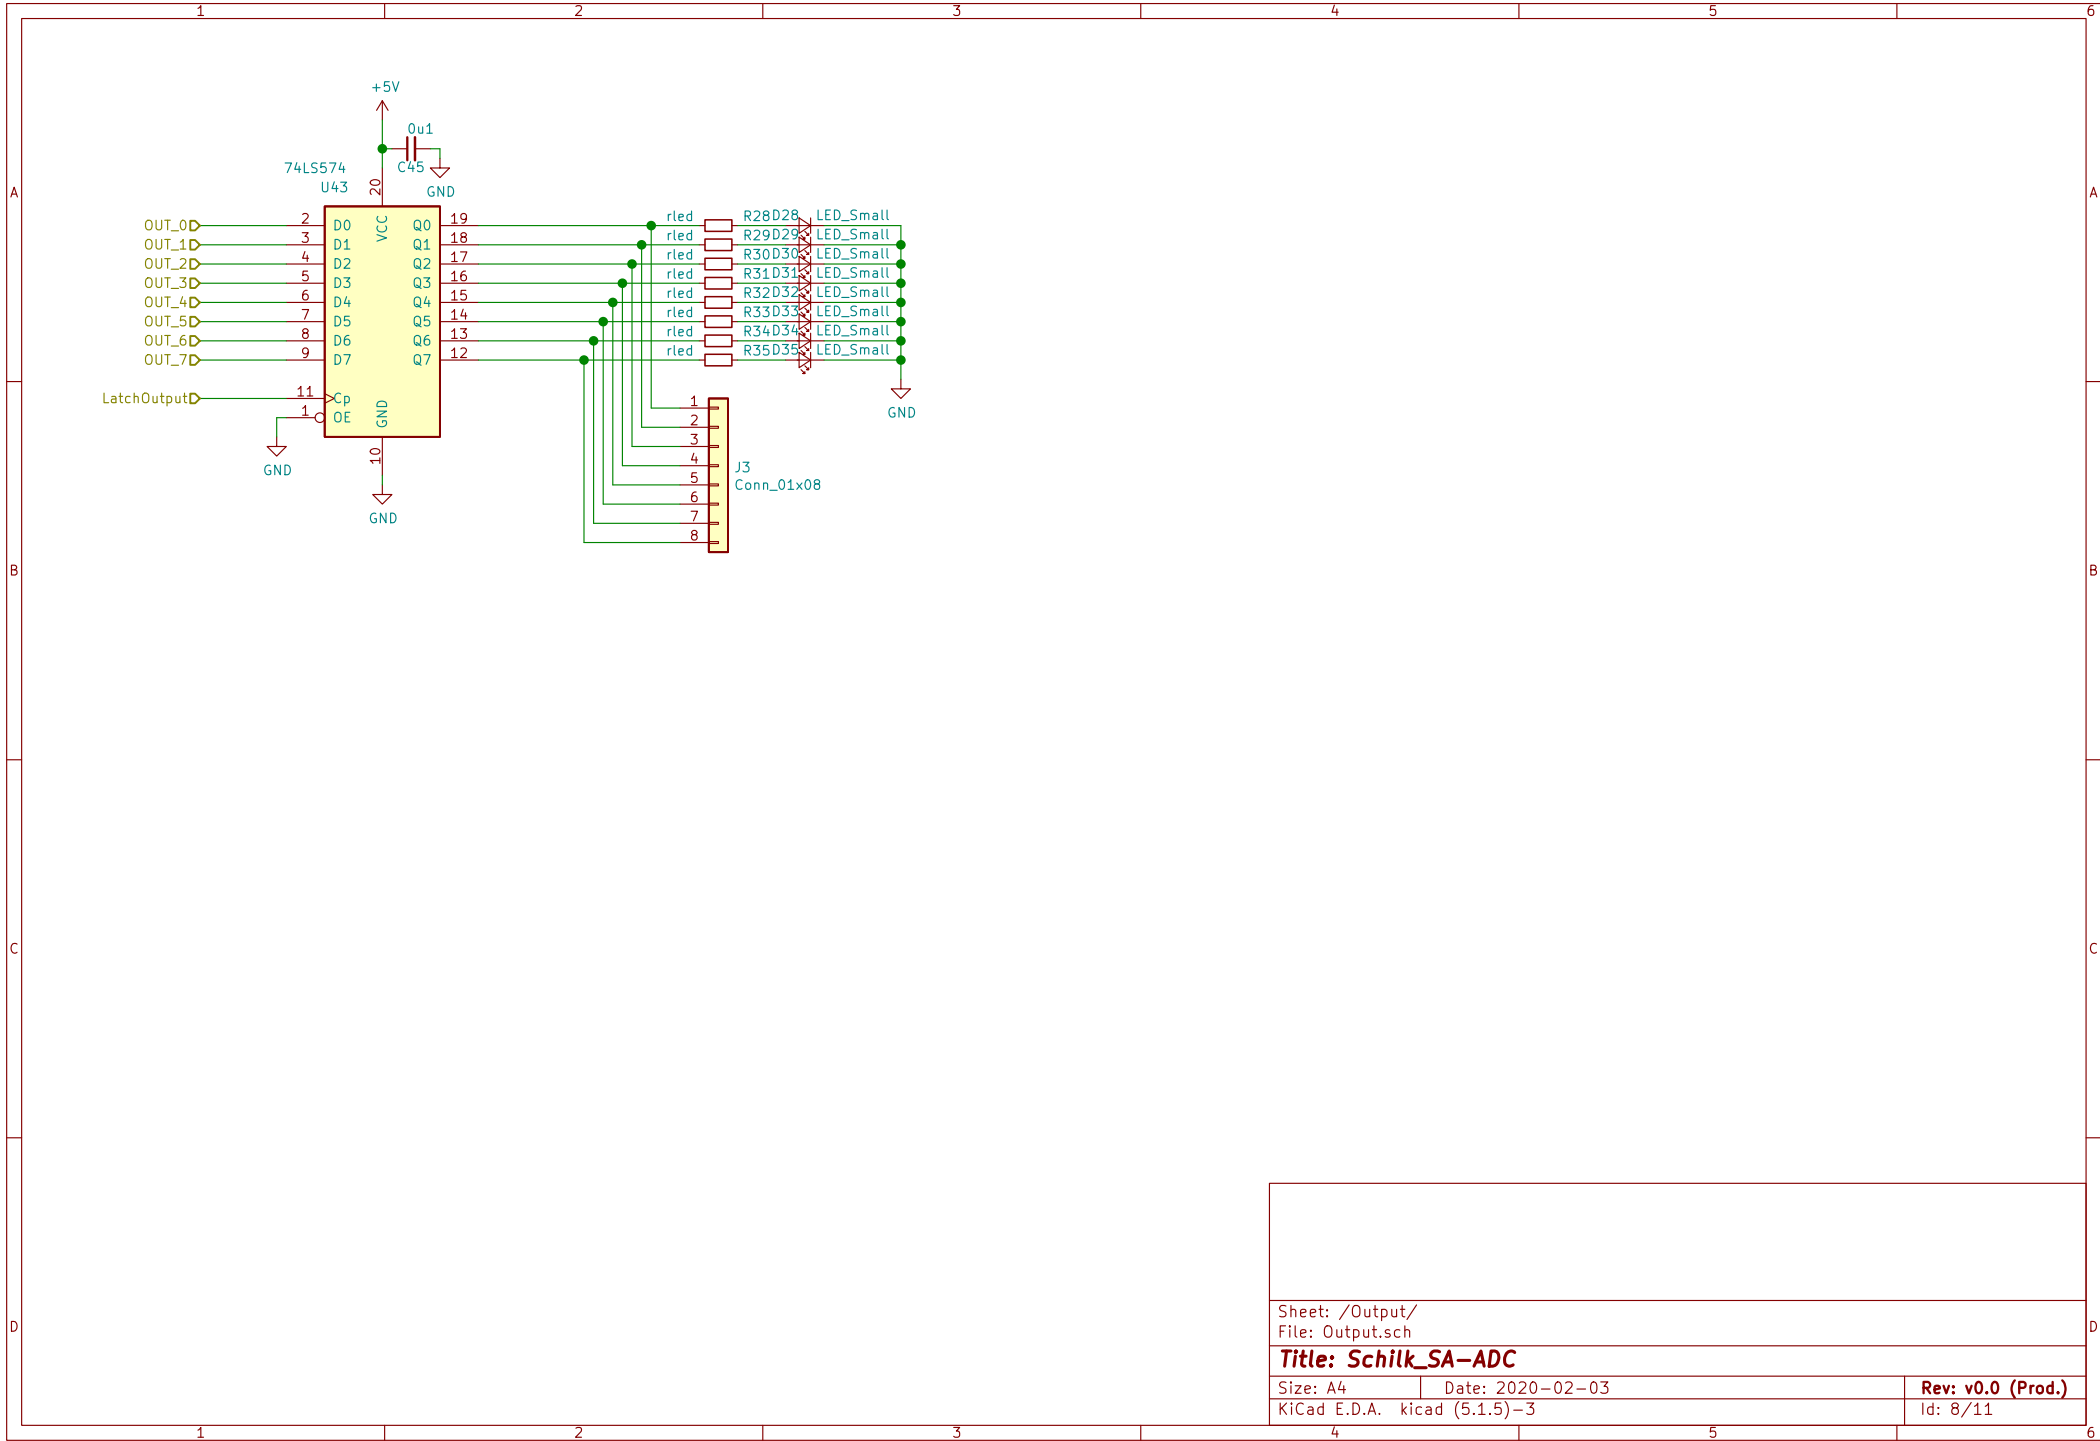 1 2 3 4 5 6
+5V
0u1
74LS574
C45
U43
20
GND
A
A
OUT_0 2 D0 VCC Q0 19 rled R28 D28 LED_Small
OUT_1 3 D1 Q1 18 rled R29 D29 LED_Small
OUT_2 4 D2 Q2 17 rled R30 D30 LED_Small
OUT_3 5 D3 Q3 16 rled R31 D31 LED_Small
OUT_4 6 D4 Q4 15 rled R32 D32 LED_Small
OUT_5 7 D5 Q5 14 rled R33 D33 LED_Small
OUT_6 8 D6 Q6 13 rled R34 D34 LED_Small
OUT_7 9 D7 Q7 12 rled R35 D35 LED_Small
LatchOutput 11 Cp
1 OE GND
GND
10
GND
GND
1
2
3
4
5
6
7
8
J3
Conn_01x08
B
B
C
C
D
D
Sheet: /Output/
File: Output.sch
Title: Schilk_SA-ADC
Size: A4 Date: 2020-02-03 Rev: v0.0 (Prod.)
KiCad E.D.A. kicad (5.1.5)-3 Id: 8/11
1 2 3 4 5 6